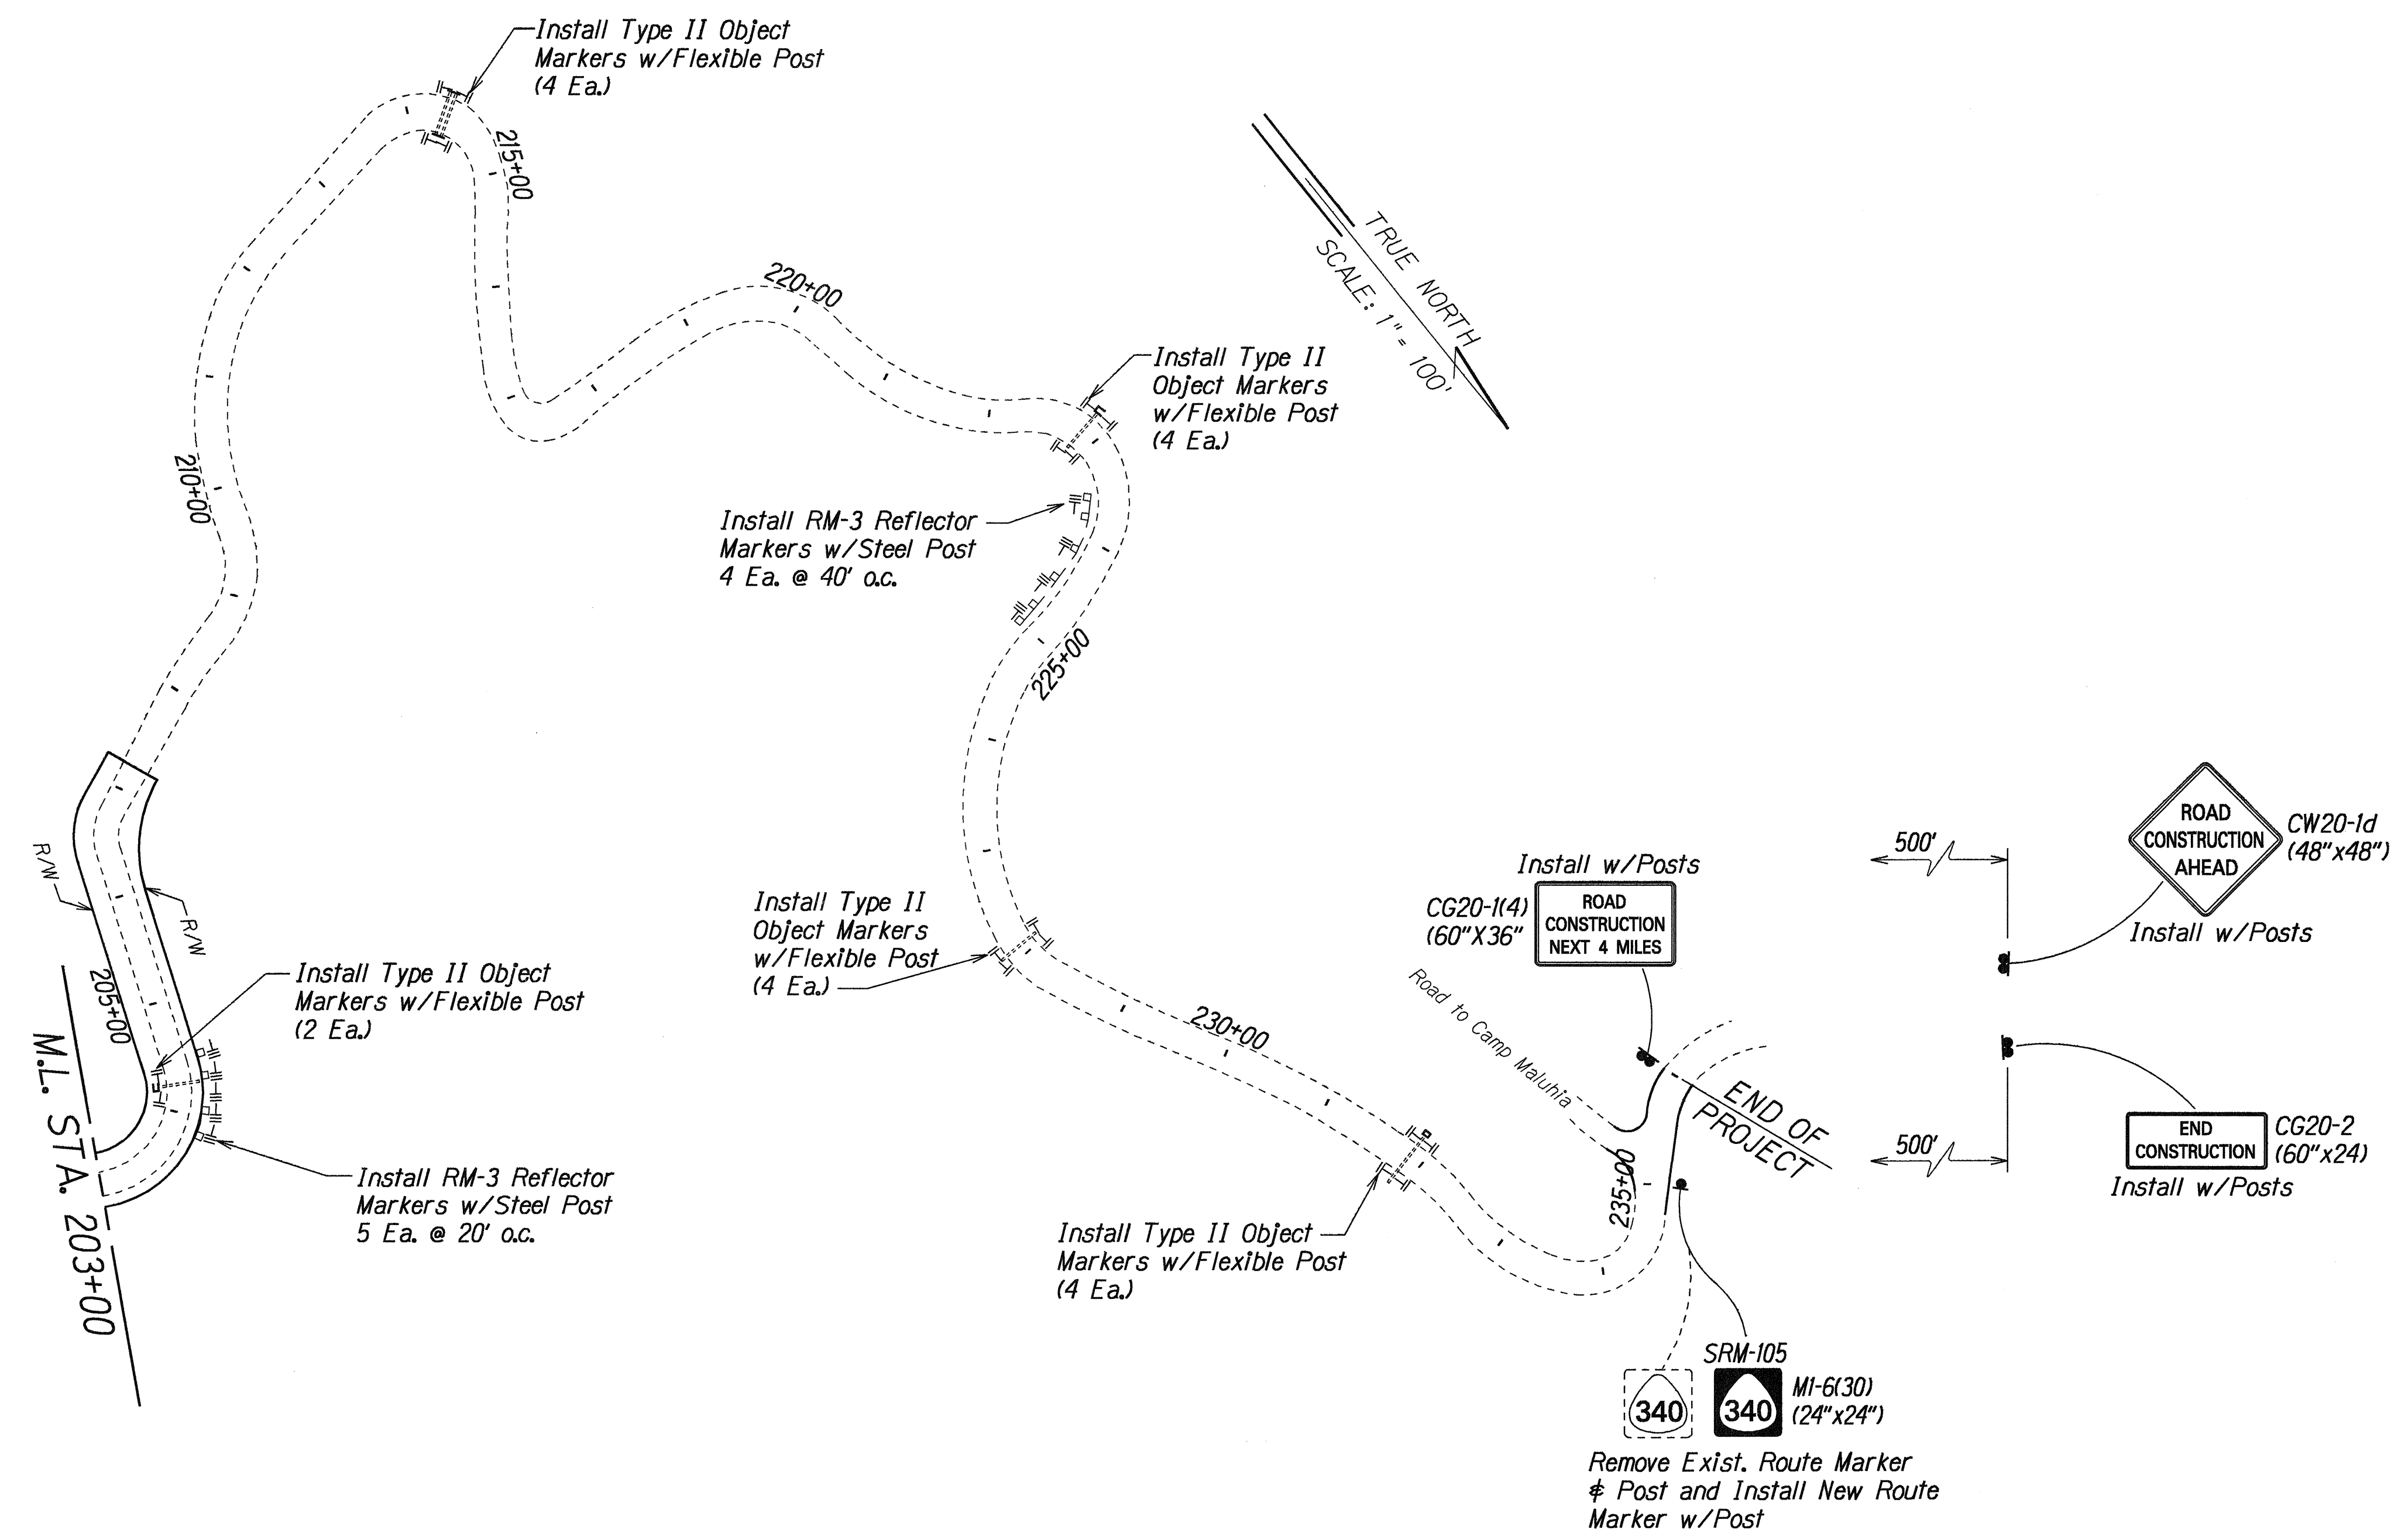 Install Type II Object
Markers w/Flexible Post
(4 Ea.)
215+00
TRUE NORTH
SCALE: 1" = 100'
220+00
Install Type II
Object Markers
w/Flexible Post
(4 Ea.)
210+00
Install RM-3 Reflector
Markers w/Steel Post
4 Ea. @ 40' o.c.
225+00
R/W
R/W
205+00
Install Type II Object
Markers w/Flexible Post
(2 Ea.)
M.L. STA. 203+00
Install RM-3 Reflector
Markers w/Steel Post
5 Ea. @ 20' o.c.
Install Type II
Object Markers
w/Flexible Post
(4 Ea.)
230+00
Install Type II Object
Markers w/Flexible Post
(4 Ea.)
Install w/Posts
CG20-1(4)
(60"X36"
ROAD
CONSTRUCTION
NEXT 4 MILES
Road to Camp Maluhia
END OF
PROJECT
235+00
500'
ROAD
CONSTRUCTION
AHEAD
CW20-1d
(48"x48")
Install w/Posts
500'
END
CONSTRUCTION
CG20-2
(60"x24)
Install w/Posts
SRM-105
340
340
M1-6(30)
(24"x24")
Remove Exist. Route Marker
& Post and Install New Route
Marker w/Post